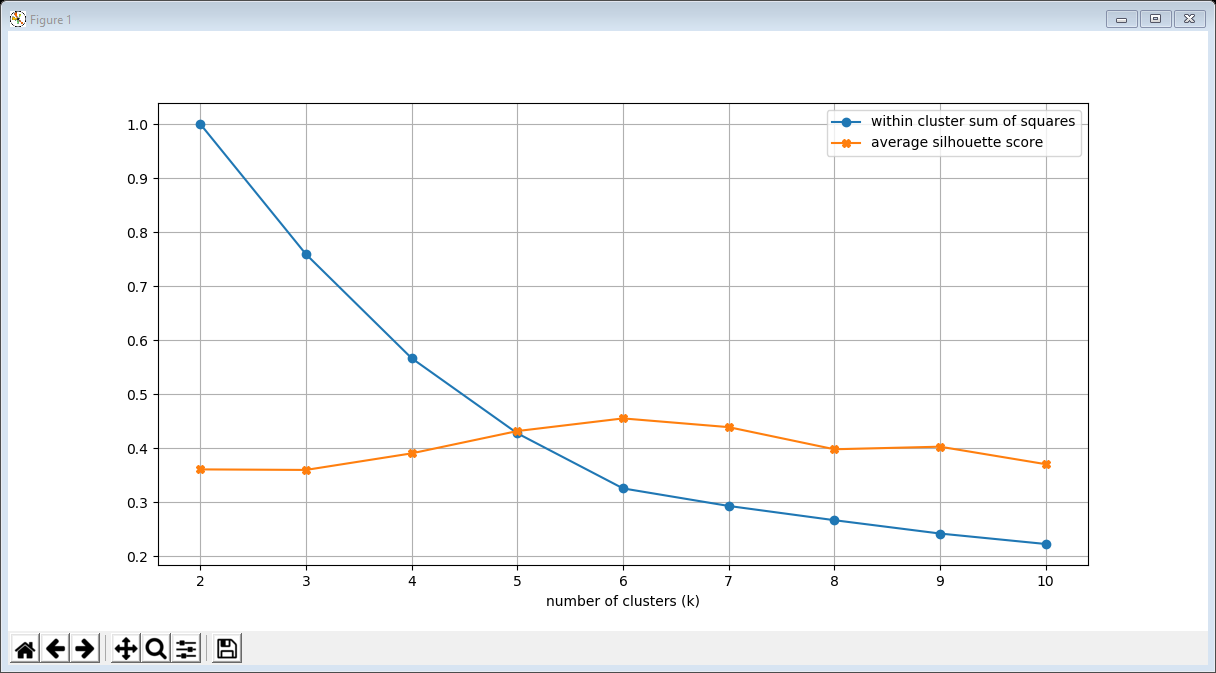 Figure 1
within cluster sum of squares
average silhouette score
1.0
0.9
0.8
0.7
0.6
0.5
0.4
0.3
0.2
2 3 4 5 6 7 8 9 10
number of clusters (k)